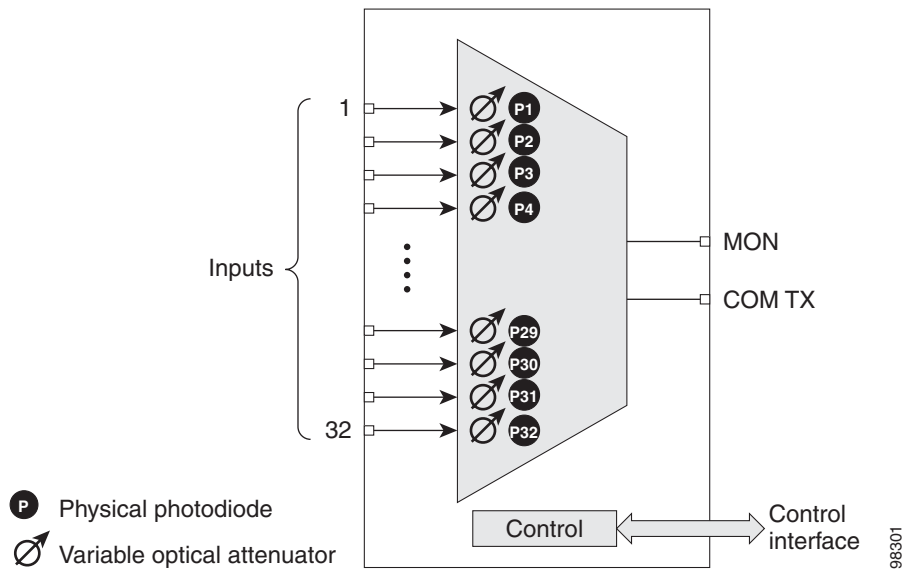 1
P1
P2
P3
P4
MON
Inputs
COM TX
P29
P30
P31
32
P32
P Physical photodiode
Variable optical attenuator
Control
Control
interface
98301